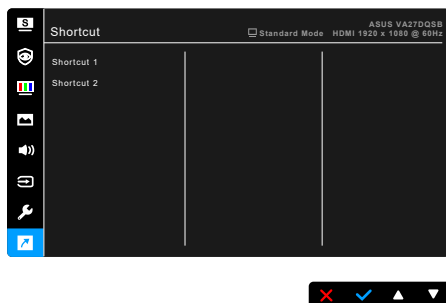 S
Shortcut
ASUS VA27DQSB
Standard Mode HDMI 1920 x 1080 @ 60Hz
Shortcut 1
Shortcut 2